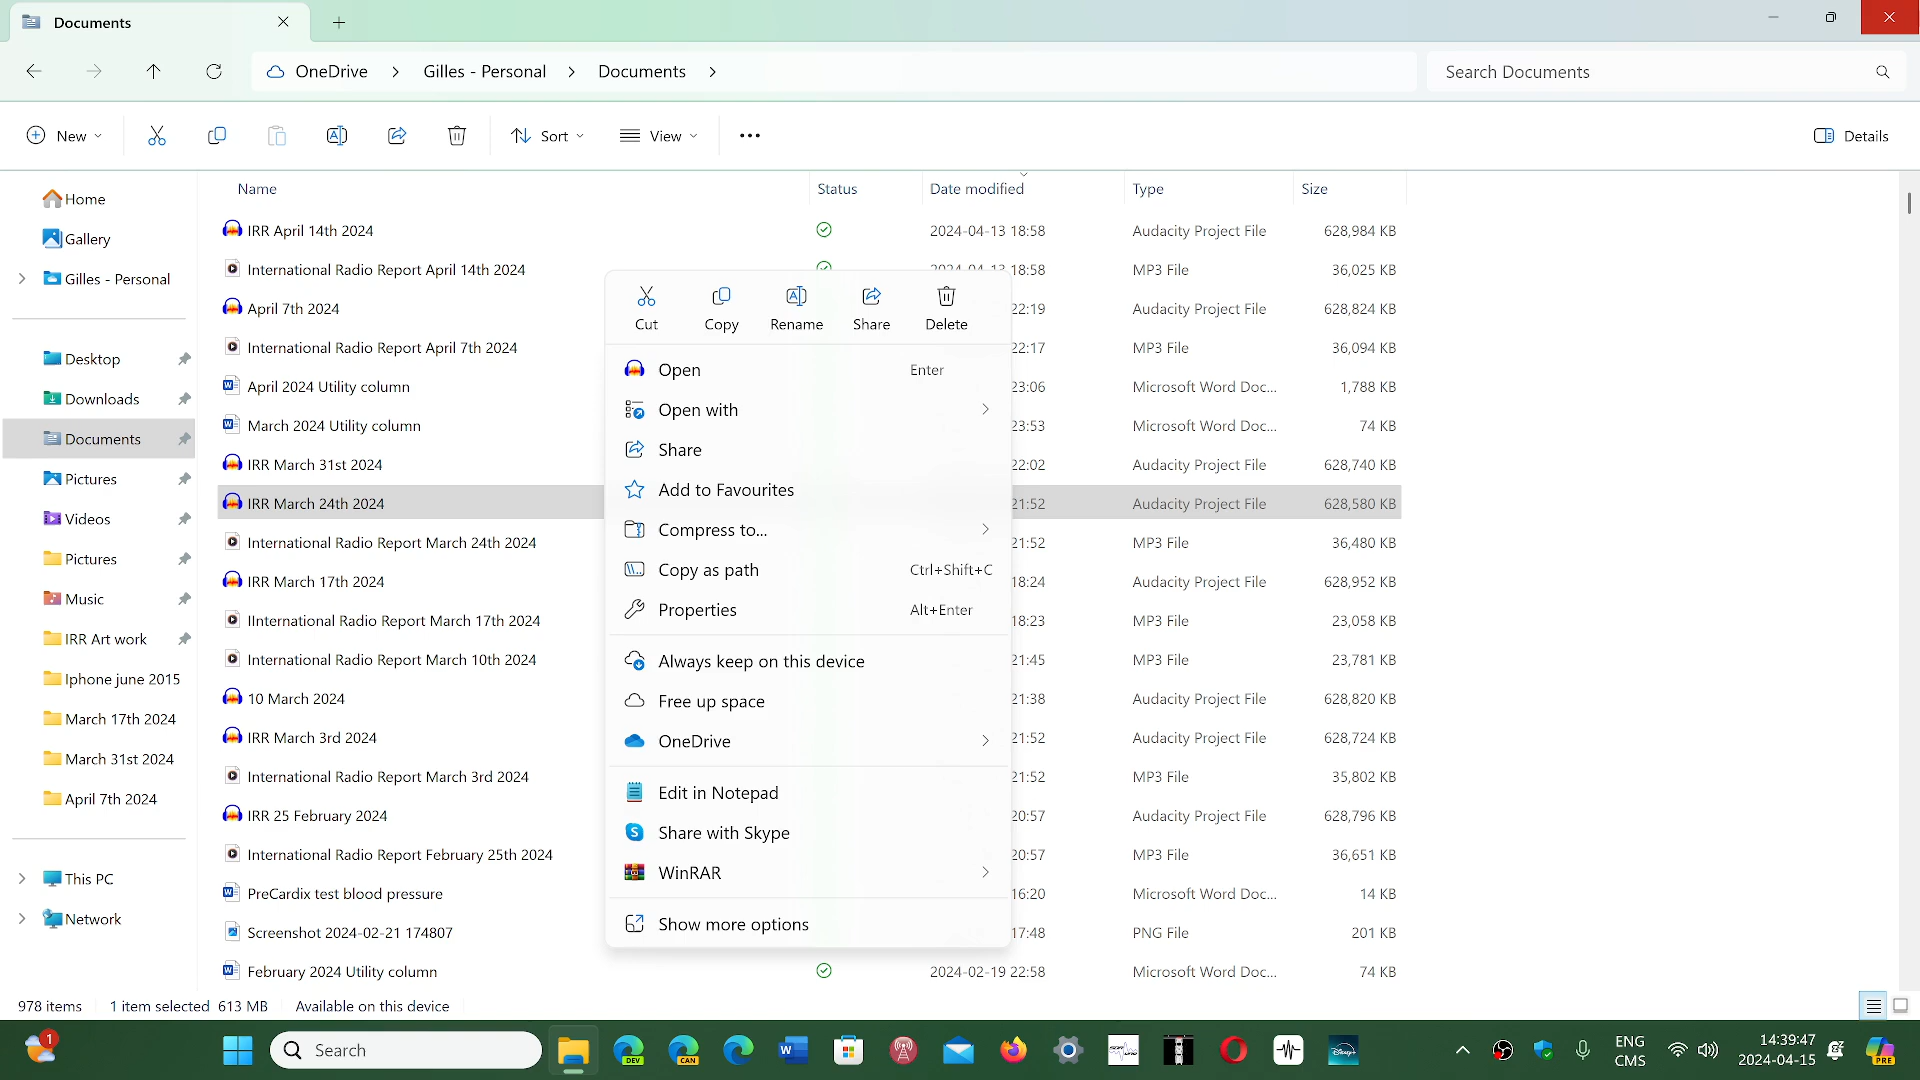 Documents
OneDrive > Gilles - Personal > Documents >
Search Documents
New
Sort
View
Details
Name Status Date modified Type Size
Home
Gallery
Gilles - Personal
Desktop
Downloads
Documents
Pictures
Videos
Pictures
Music
IRR Art work
Iphone june 2015
March 17th 2024
March 31st 2024
April 7th 2024
This PC
Network
IRR April 14th 2024 2024-04-13 18:58 Audacity Project File 628,984 KB
International Radio Report April 14th 2024 2024-04-13 18:58 MP3 File 36,025 KB
April 7th 2024 22:19 Audacity Project File 628,824 KB
International Radio Report April 7th 2024 22:17 MP3 File 36,094 KB
April 2024 Utility column 23:06 Microsoft Word Doc... 1,788 KB
March 2024 Utility column 23:53 Microsoft Word Doc... 74 KB
IRR March 31st 2024 22:02 Audacity Project File 628,740 KB
IRR March 24th 2024 21:52 Audacity Project File 628,580 KB
International Radio Report March 24th 2024 21:52 MP3 File 36,480 KB
IRR March 17th 2024 18:24 Audacity Project File 628,952 KB
IInternational Radio Report March 17th 2024 18:23 MP3 File 23,058 KB
International Radio Report March 10th 2024 21:45 MP3 File 23,781 KB
10 March 2024 21:38 Audacity Project File 628,820 KB
IRR March 3rd 2024 21:52 Audacity Project File 628,724 KB
International Radio Report March 3rd 2024 21:52 MP3 File 35,802 KB
IRR 25 February 2024 20:57 Audacity Project File 628,796 KB
International Radio Report February 25th 2024 20:57 MP3 File 36,651 KB
PreCardix test blood pressure 16:20 Microsoft Word Doc... 14 KB
Screenshot 2024-02-21 174807 17:48 PNG File 201 KB
February 2024 Utility column 2024-02-19 22:58 Microsoft Word Doc... 74 KB
Cut Copy Rename Share Delete
Open Enter
Open with
Share
Add to Favourites
Compress to...
Copy as path Ctrl+Shift+C
Properties Alt+Enter
Always keep on this device
Free up space
OneDrive
Edit in Notepad
Share with Skype
WinRAR
Show more options
978 items 1 item selected 613 MB Available on this device
1
Search
DEV
CAN
Disney+
ENG
CMS
14:39:47
2024-04-15
PRE